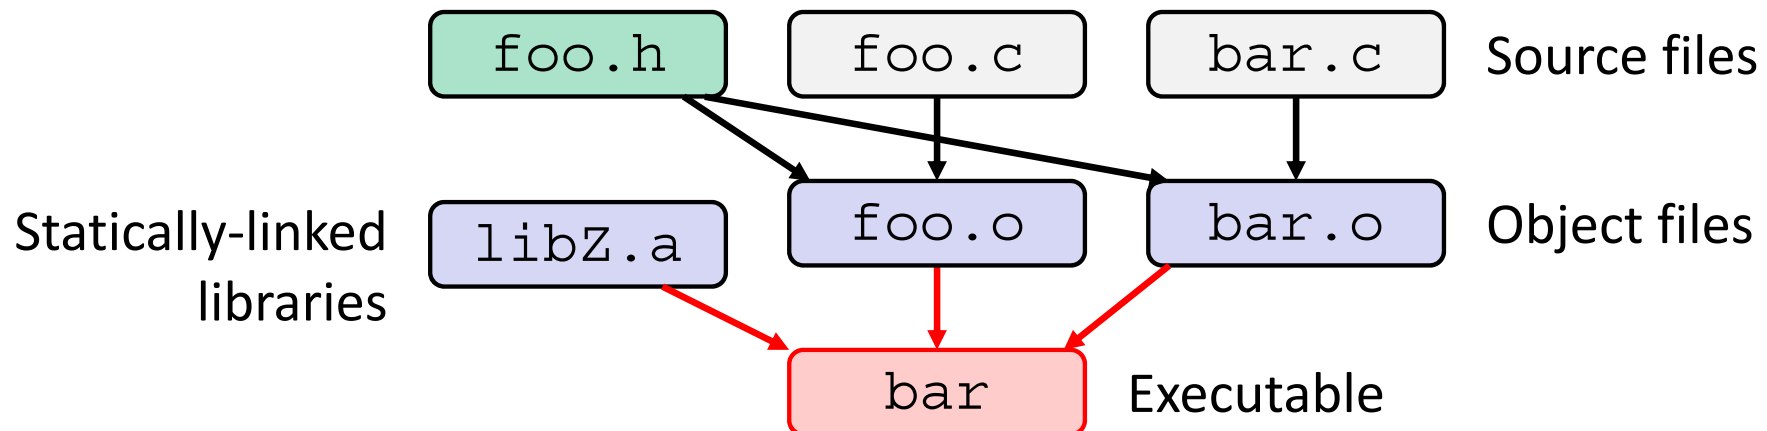 foo.h foo.c bar.c Source files
Statically-linked
libraries
libZ.a foo.o bar.o Object files
bar Executable